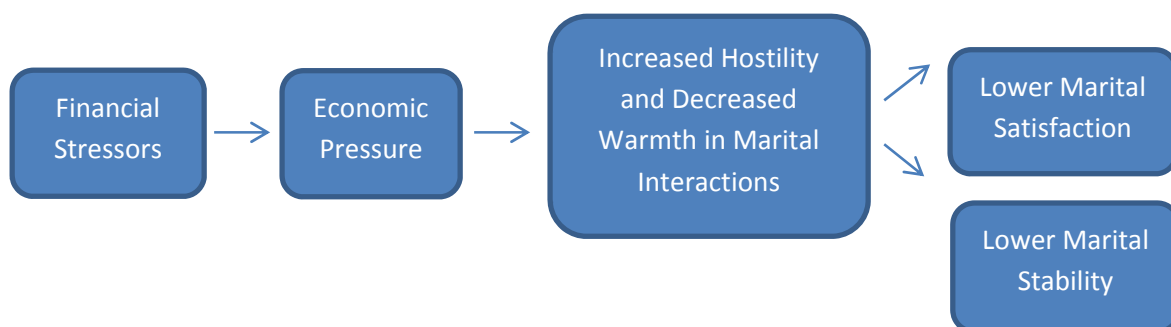 Financial
Stressors
Economic
Pressure
Increased Hostility
and Decreased
Warmth in Marital
Interactions
Lower Marital
Satisfaction
Lower Marital
Stability